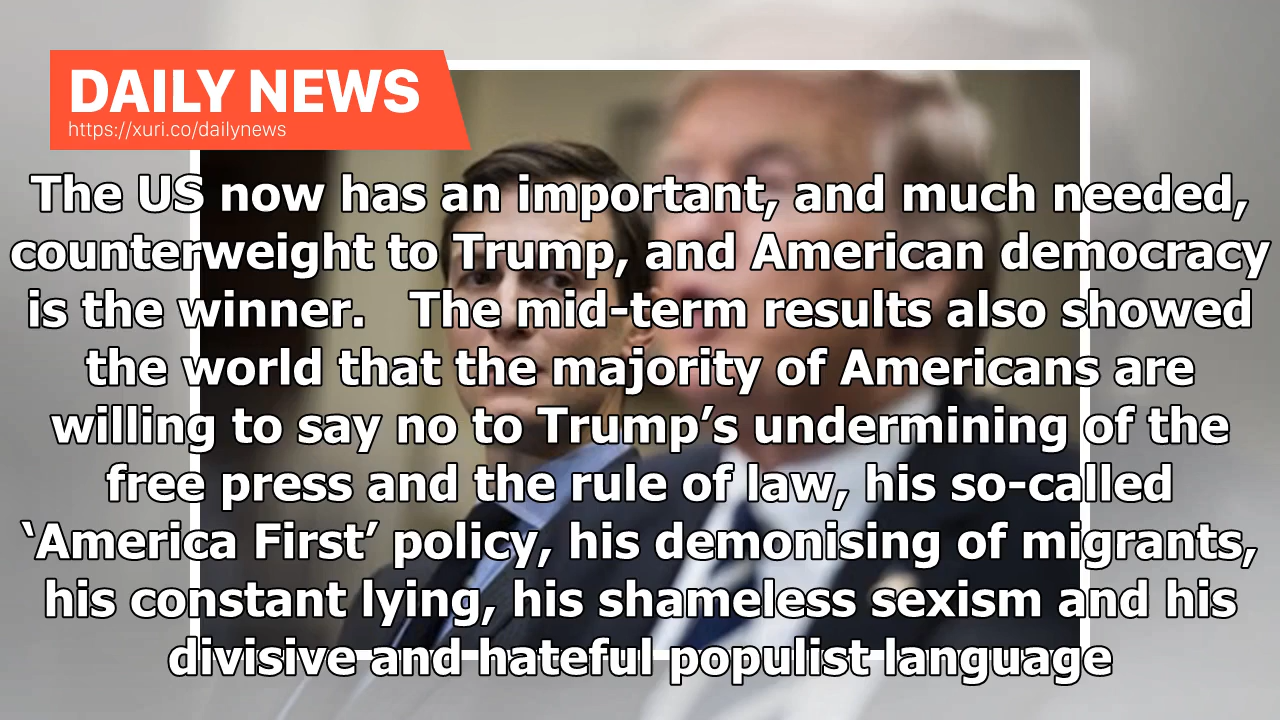 DAILY NEWS
https://xuri.co/dailynews
The US now has an important, and much needed,
counterweight to Trump, and American democracy
is the winner.   The mid-term results also showed
the world that the majority of Americans are
willing to say no to Trump’s undermining of the
free press and the rule of law, his so-called
‘America First’ policy, his demonising of migrants,
his constant lying, his shameless sexism and his
divisive and hateful populist language